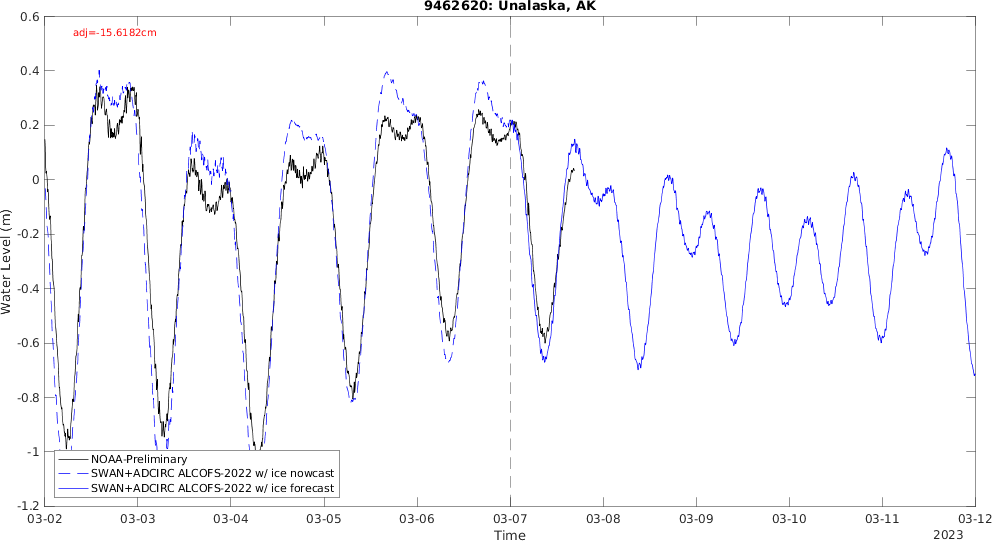 9462620: Unalaska, AK
adj=-15.6182cm
0.6
0.4
0.2
0
-0.2
-0.4
-0.6
-0.8
-1
-1.2
Water Level (m)
NOAA-Preliminary
SWAN+ADCIRC ALCOFS-2022 w/ ice nowcast
SWAN+ADCIRC ALCOFS-2022 w/ ice forecast
03-02 03-03 03-04 03-05 03-06 03-07 03-08 03-09 03-10 03-11 03-12
Time
2023